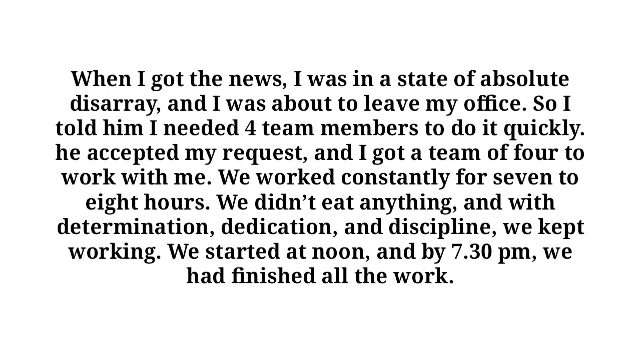 When I got the news, I was in a state of absolute
disarray, and I was about to leave my office. So I
told him I needed 4 team members to do it quickly.
he accepted my request, and I got a team of four to
work with me. We worked constantly for seven to
eight hours. We didn’t eat anything, and with
determination, dedication, and discipline, we kept
working. We started at noon, and by 7.30 pm, we
had finished all the work.